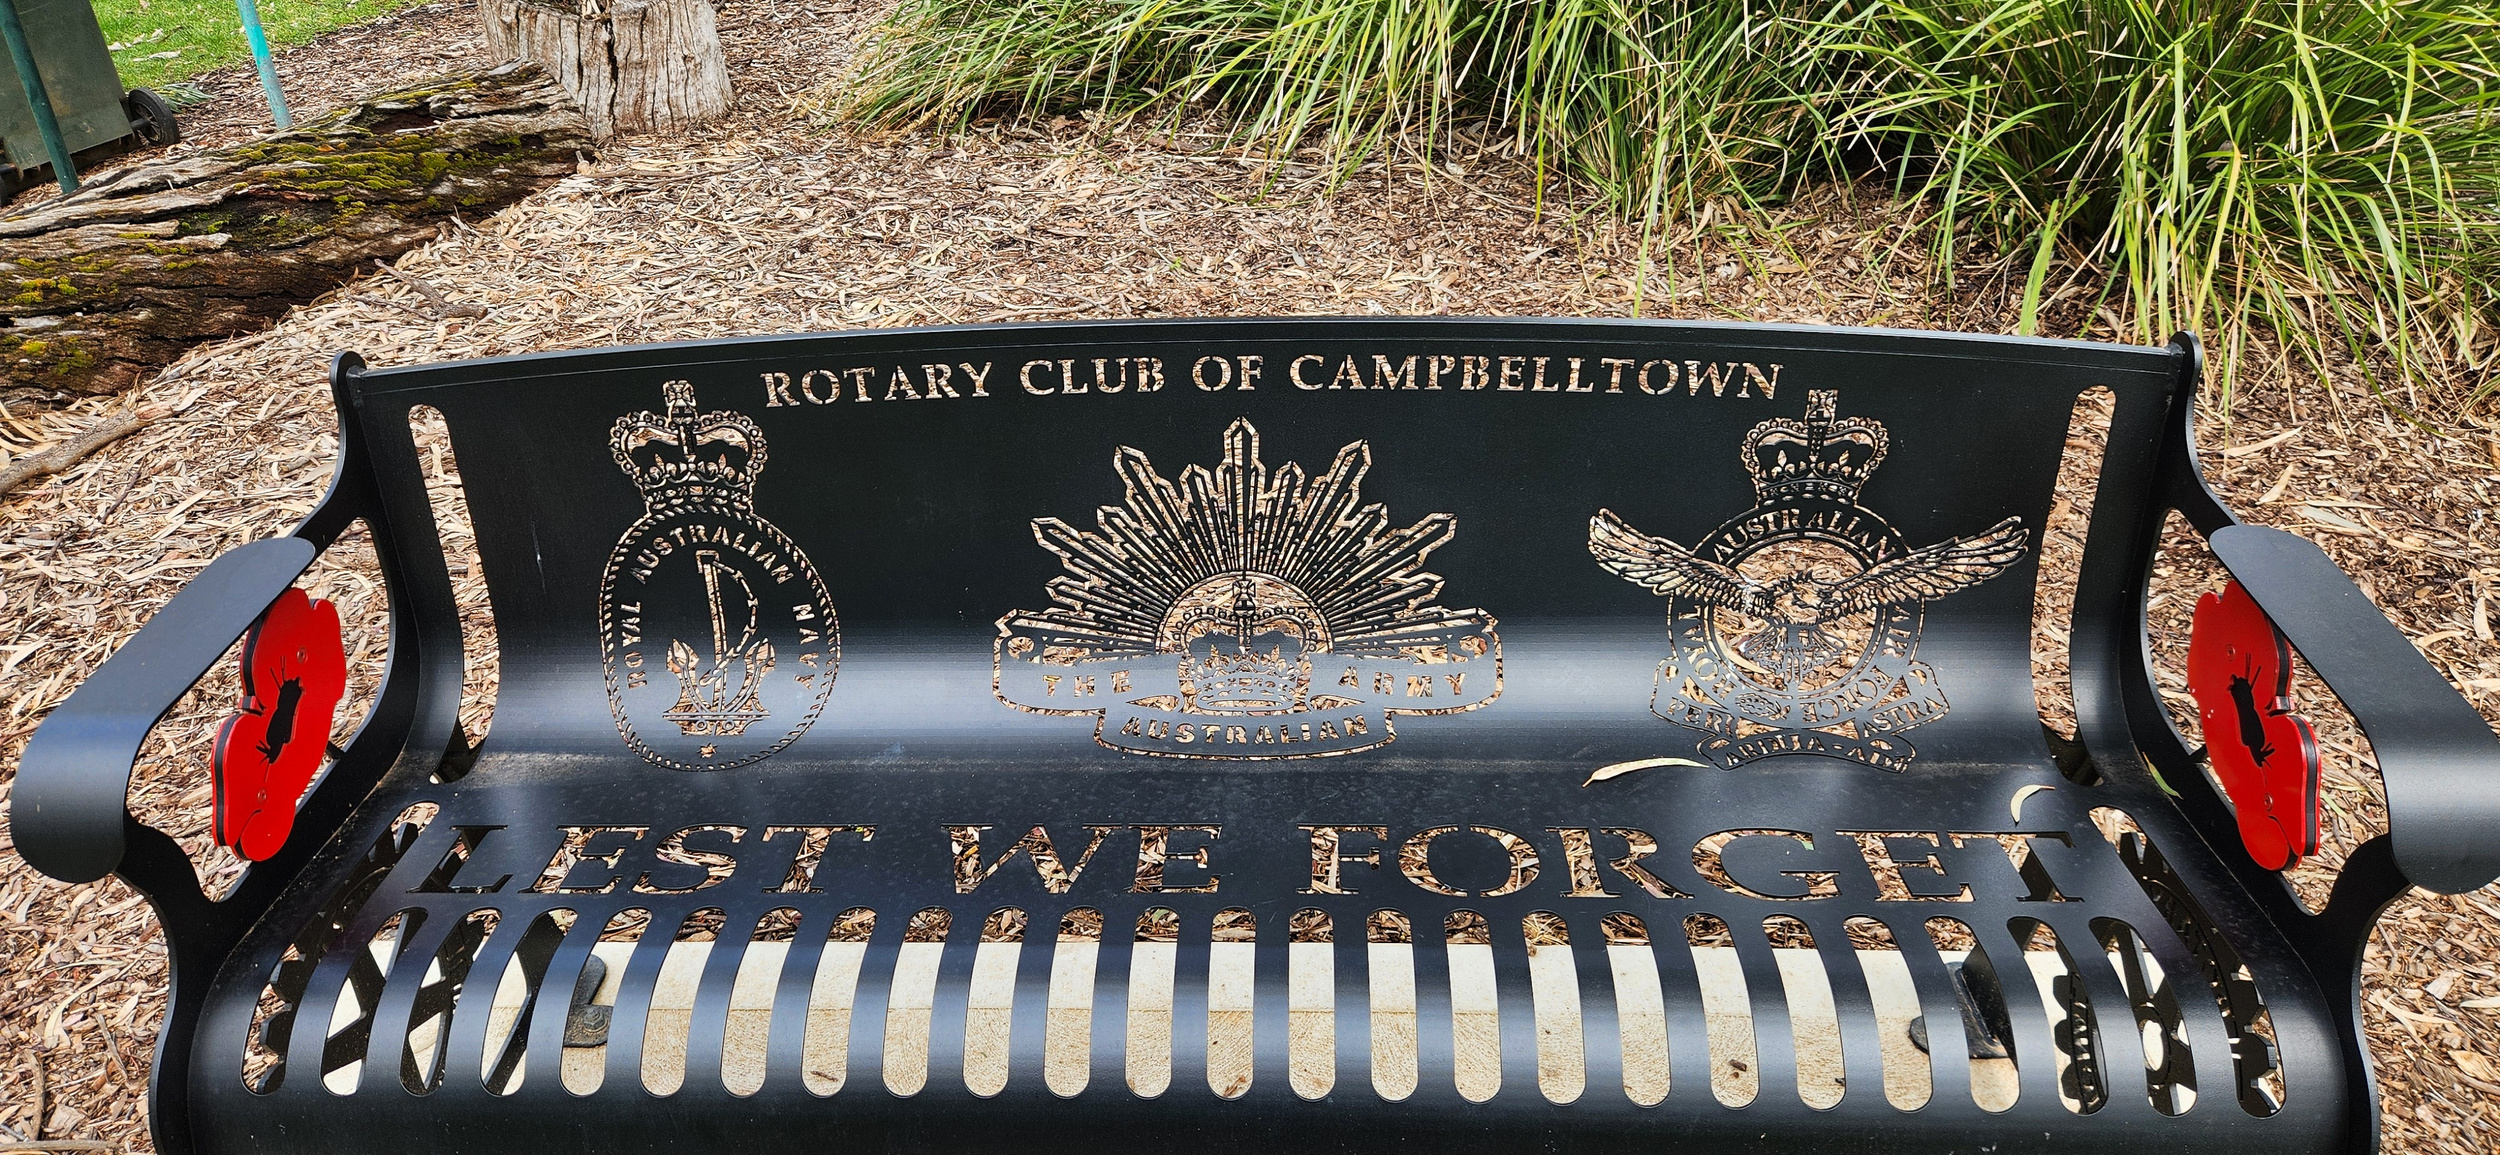 ROTARY CLUB OF CAMPBELLTOWN
ROYAL AUSTRALIAN NAVY
THE ARMY
AUSTRALIAN
ROYAL AUSTRALIAN AIR FORCE
PER ARDUA · AD ASTRA
LEST WE FORGET